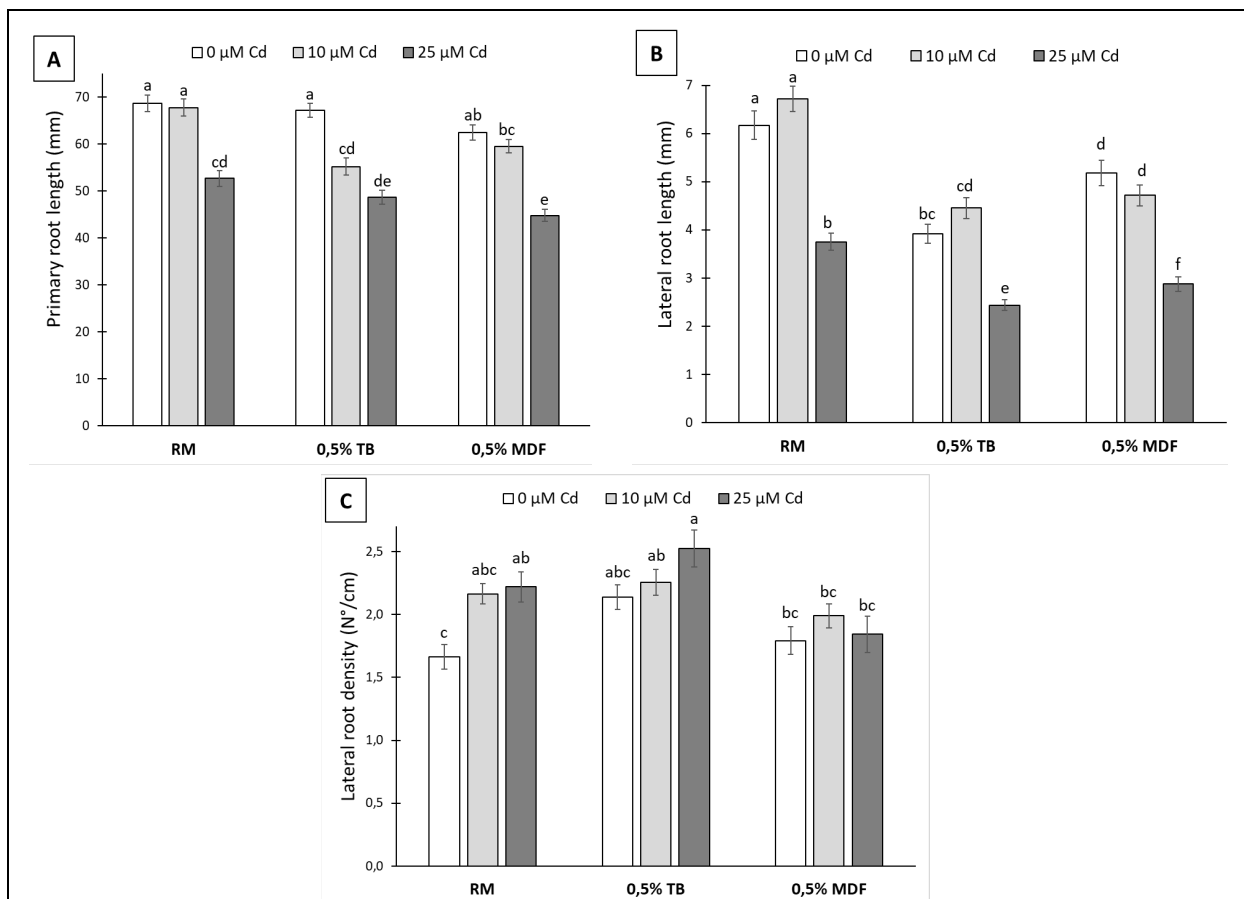 A
0 µM Cd 10 µM Cd 25 µM Cd
Primary root length (mm)
70
60
50
40
30
20
10
0
a a cd
a cd de
ab bc e
RM 0,5% TB 0,5% MDF
B
0 µM Cd 10 µM Cd 25 µM Cd
Lateral root length (mm)
7
6
5
4
3
2
1
0
a a b
bc cd e
d d f
RM 0,5% TB 0,5% MDF
C
0 µM Cd 10 µM Cd 25 µM Cd
Lateral root density (N°/cm)
2,5
2,0
1,5
1,0
0,5
0,0
c abc ab
abc ab a
bc bc bc
RM 0,5% TB 0,5% MDF